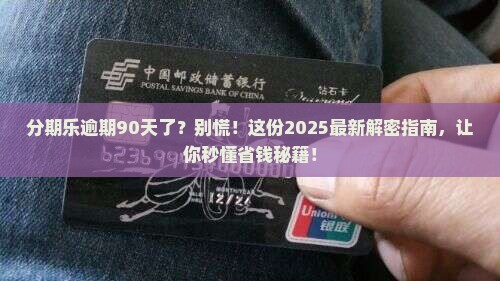 中国邮政储蓄银行
POSTAL SAVINGS BANK OF CHINA
钻石卡
分期乐逾期90天了？别慌！这份2025最新解密指南，让
你秒懂省钱秘籍！
12/24
UnionPay
银联